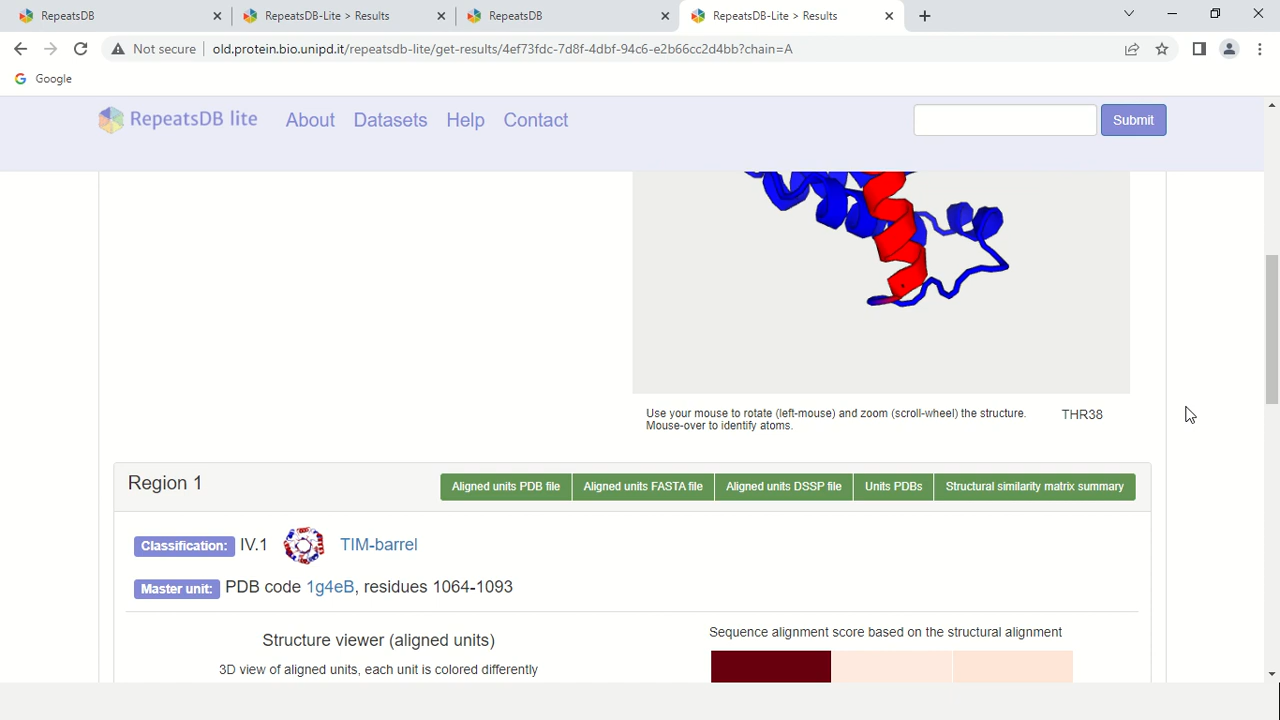 RepeatsDB
RepeatsDB-Lite > Results
RepeatsDB
RepeatsDB-Lite > Results
Not secure
old.protein.bio.unipd.it/repeatsdb-lite/get-results/4ef73fdc-7d8f-4dbf-94c6-e2b66cc2d4bb?chain=A
Google
RepeatsDB lite
About
Datasets
Help
Contact
Submit
Use your mouse to rotate (left-mouse) and zoom (scroll-wheel) the structure.
Mouse-over to identify atoms.
THR38
Region 1
Aligned units PDB file
Aligned units FASTA file
Aligned units DSSP file
Units PDBs
Structural similarity matrix summary
Classification: IV.1 TIM-barrel
Master unit: PDB code 1g4eB, residues 1064-1093
Structure viewer (aligned units)
3D view of aligned units, each unit is colored differently
Sequence alignment score based on the structural alignment